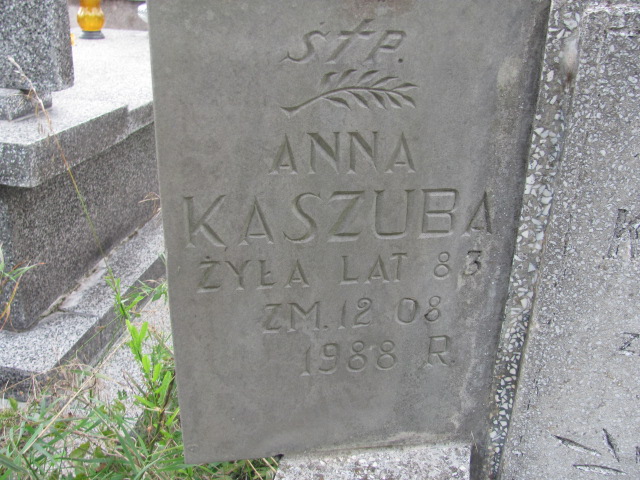 S†P.
ANNA
KASZUBA
ŻYŁA LAT 83
ZM. 12 08
1988 R.